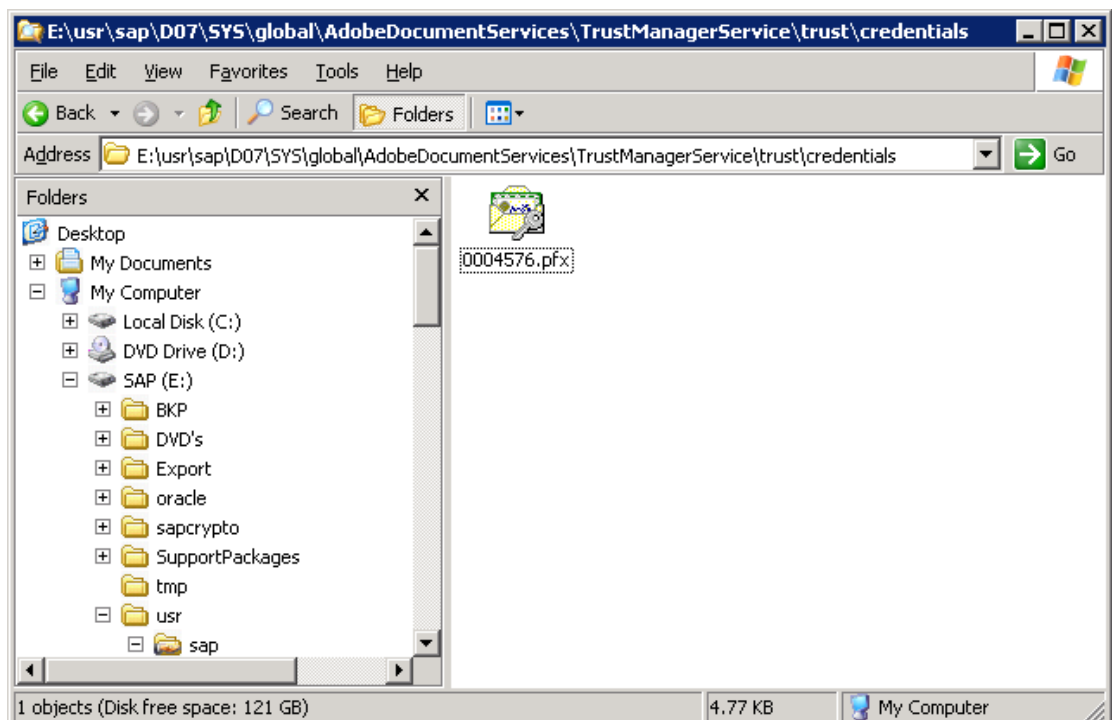 E:\usr\sap\D07\SYS\global\AdobeDocumentServices\TrustManagerService\trust\credentials
File Edit View Favorites Tools Help
Back Search Folders
Address E:\usr\sap\D07\SYS\global\AdobeDocumentServices\TrustManagerService\trust\credentials Go
Folders
Desktop
My Documents
My Computer
Local Disk (C:)
DVD Drive (D:)
SAP (E:)
BKP
DVD's
Export
oracle
sapcrypto
SupportPackages
tmp
usr
sap
0004576.pfx
1 objects (Disk free space: 121 GB) 4.77 KB My Computer